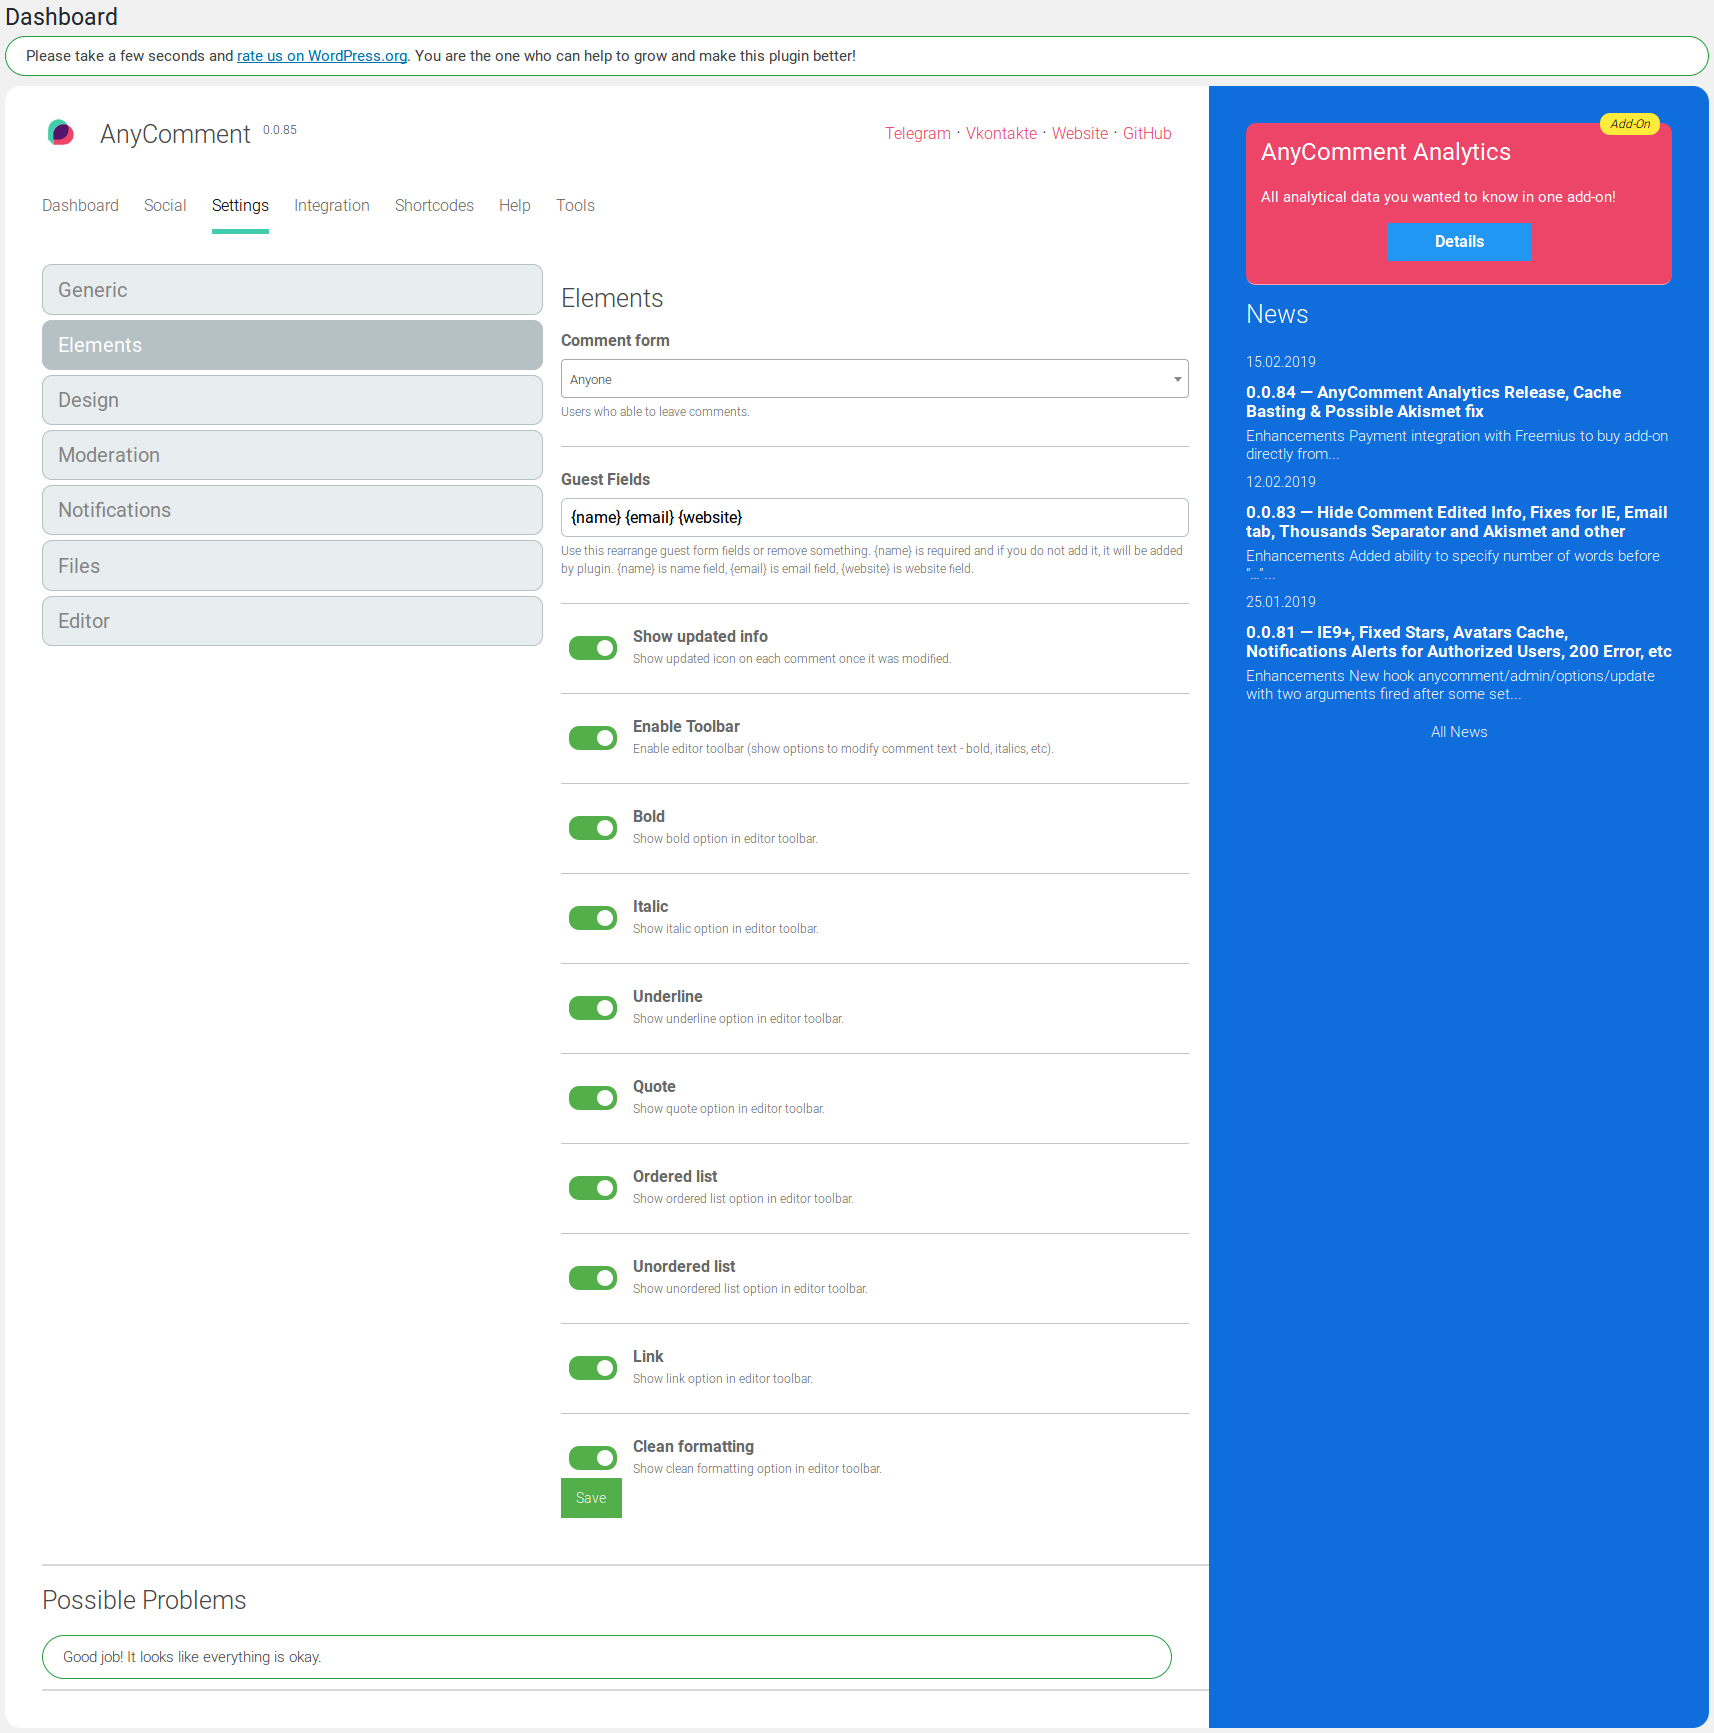 Dashboard
Please take a few seconds and rate us on WordPress.org. You are the one who can help to grow and make this plugin better!
AnyComment 0.0.85
Telegram · Vkontakte · Website · GitHub
Dashboard Social Settings Integration Shortcodes Help Tools
Generic
Elements
Design
Moderation
Notifications
Files
Editor
Elements
Comment form
Anyone
Users who able to leave comments.
Guest Fields
{name} {email} {website}
Use this rearrange guest form fields or remove something. {name} is required and if you do not add it, it will be added
by plugin. {name} is name field, {email} is email field, {website} is website field.
Show updated info
Show updated icon on each comment once it was modified.
Enable Toolbar
Enable editor toolbar (show options to modify comment text - bold, italics, etc).
Bold
Show bold option in editor toolbar.
Italic
Show italic option in editor toolbar.
Underline
Show underline option in editor toolbar.
Quote
Show quote option in editor toolbar.
Ordered list
Show ordered list option in editor toolbar.
Unordered list
Show unordered list option in editor toolbar.
Link
Show link option in editor toolbar.
Clean formatting
Show clean formatting option in editor toolbar.
Save
Possible Problems
Good job! It looks like everything is okay.
Add-On
AnyComment Analytics
All analytical data you wanted to know in one add-on!
Details
News
15.02.2019
0.0.84 — AnyComment Analytics Release, Cache
Basting & Possible Akismet fix
Enhancements Payment integration with Freemius to buy add-on
directly from...
12.02.2019
0.0.83 — Hide Comment Edited Info, Fixes for IE, Email
tab, Thousands Separator and Akismet and other
Enhancements Added ability to specify number of words before
“…”...
25.01.2019
0.0.81 — IE9+, Fixed Stars, Avatars Cache,
Notifications Alerts for Authorized Users, 200 Error, etc
Enhancements New hook anycomment/admin/options/update
with two arguments fired after some set...
All News